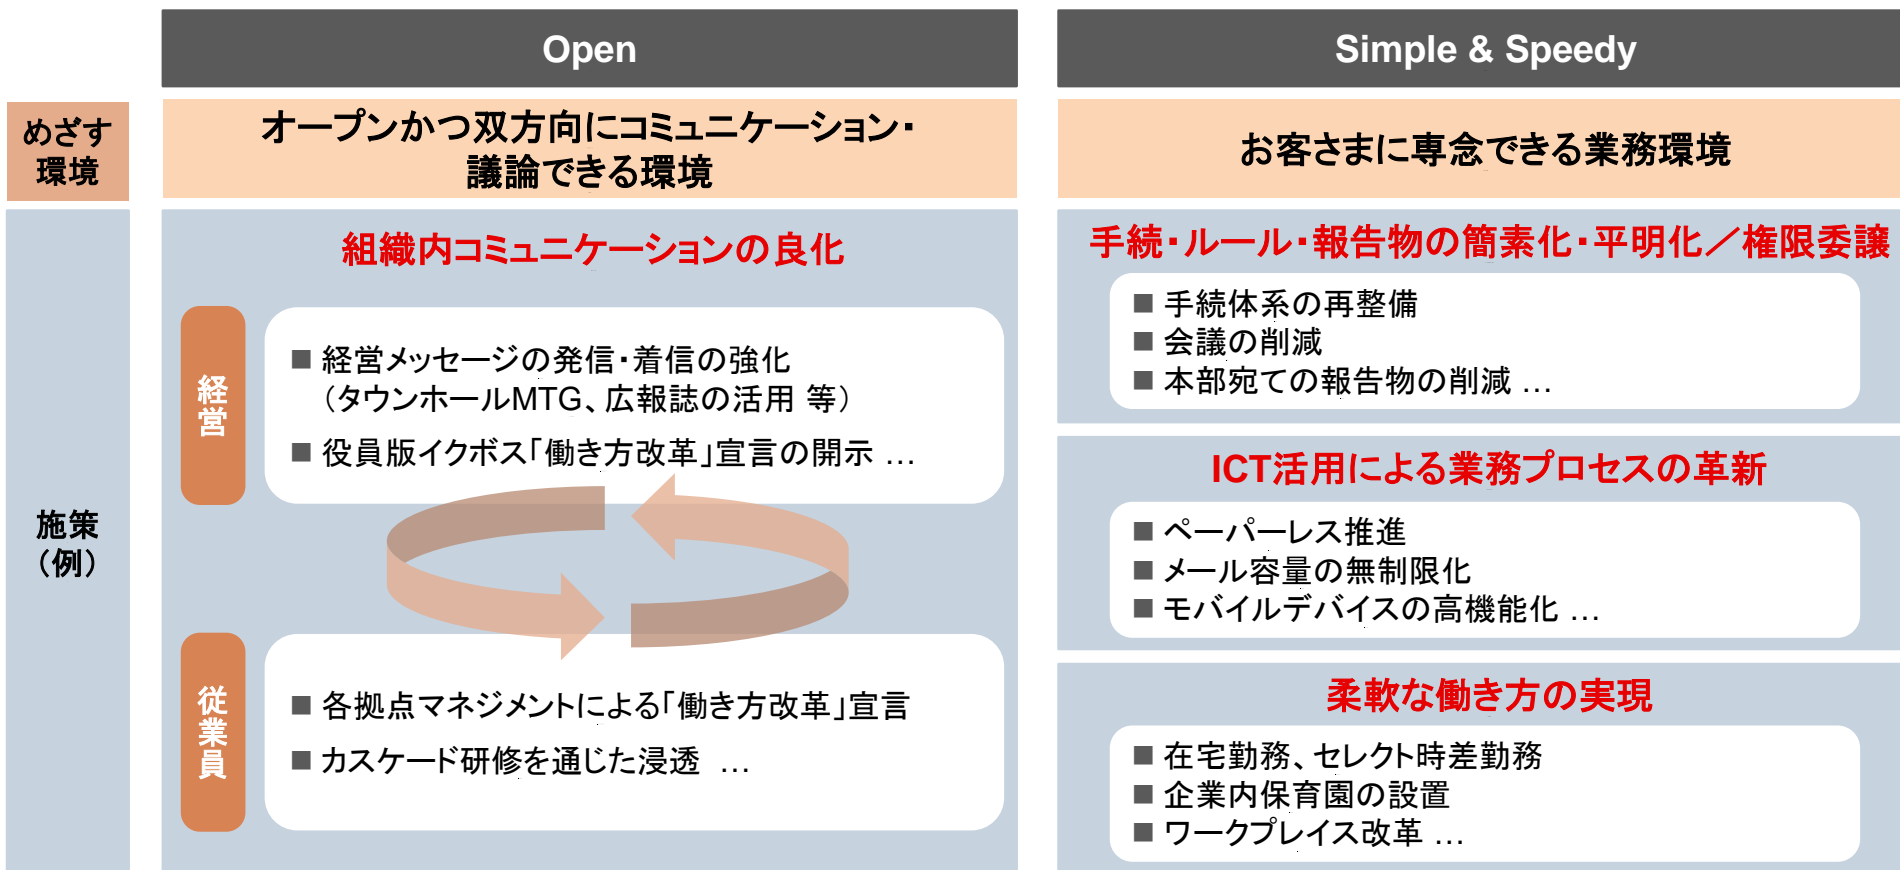 Open
Simple & Speedy
めざす
環境
オープンかつ双方向にコミュニケーション・
議論できる環境
お客さまに専念できる業務環境
施策
（例）
組織内コミュニケーションの良化
経営
■ 経営メッセージの発信・着信の強化
（タウンホールMTG、広報誌の活用 等）
■ 役員版イクボス「働き方改革」宣言の開示 …
従業員
■ 各拠点マネジメントによる「働き方改革」宣言
■ カスケード研修を通じた浸透 …
手続・ルール・報告物の簡素化・平明化／権限委譲
■ 手続体系の再整備
■ 会議の削減
■ 本部宛ての報告物の削減 …
ICT活用による業務プロセスの革新
■ ペーパーレス推進
■ メール容量の無制限化
■ モバイルデバイスの高機能化 …
柔軟な働き方の実現
■ 在宅勤務、セレクト時差勤務
■ 企業内保育園の設置
■ ワークプレイス改革 …